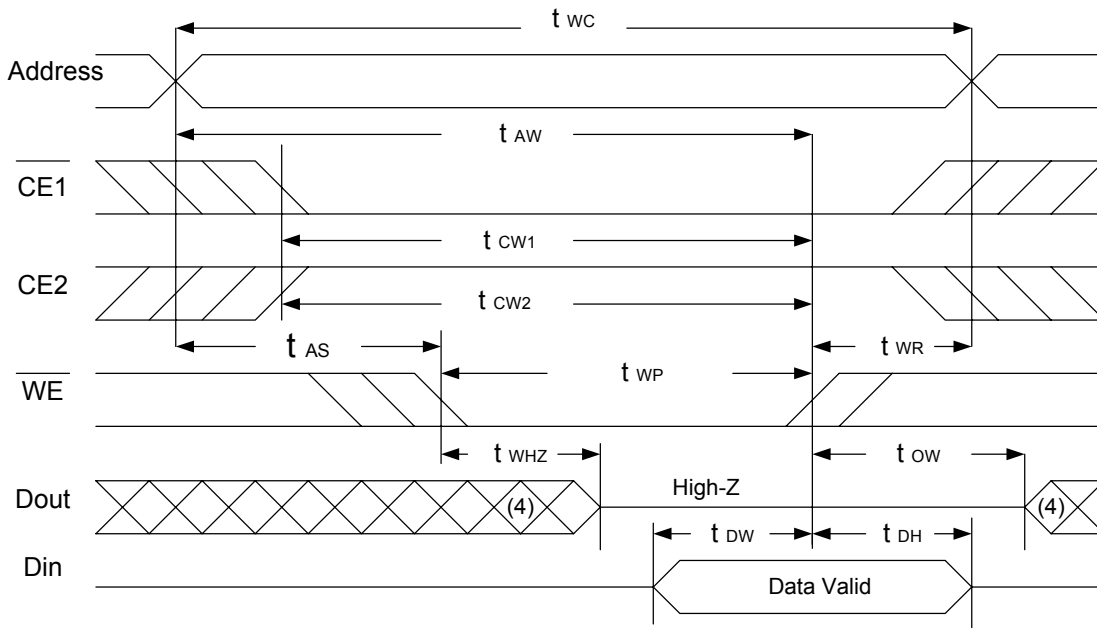 t WC
Address
t AW
CE1
t CW1
CE2
t CW2
t AS
t WR
WE
t WP
t WHZ
t OW
Dout
(4)
High-Z
(4)
t DW
t DH
Din
Data Valid